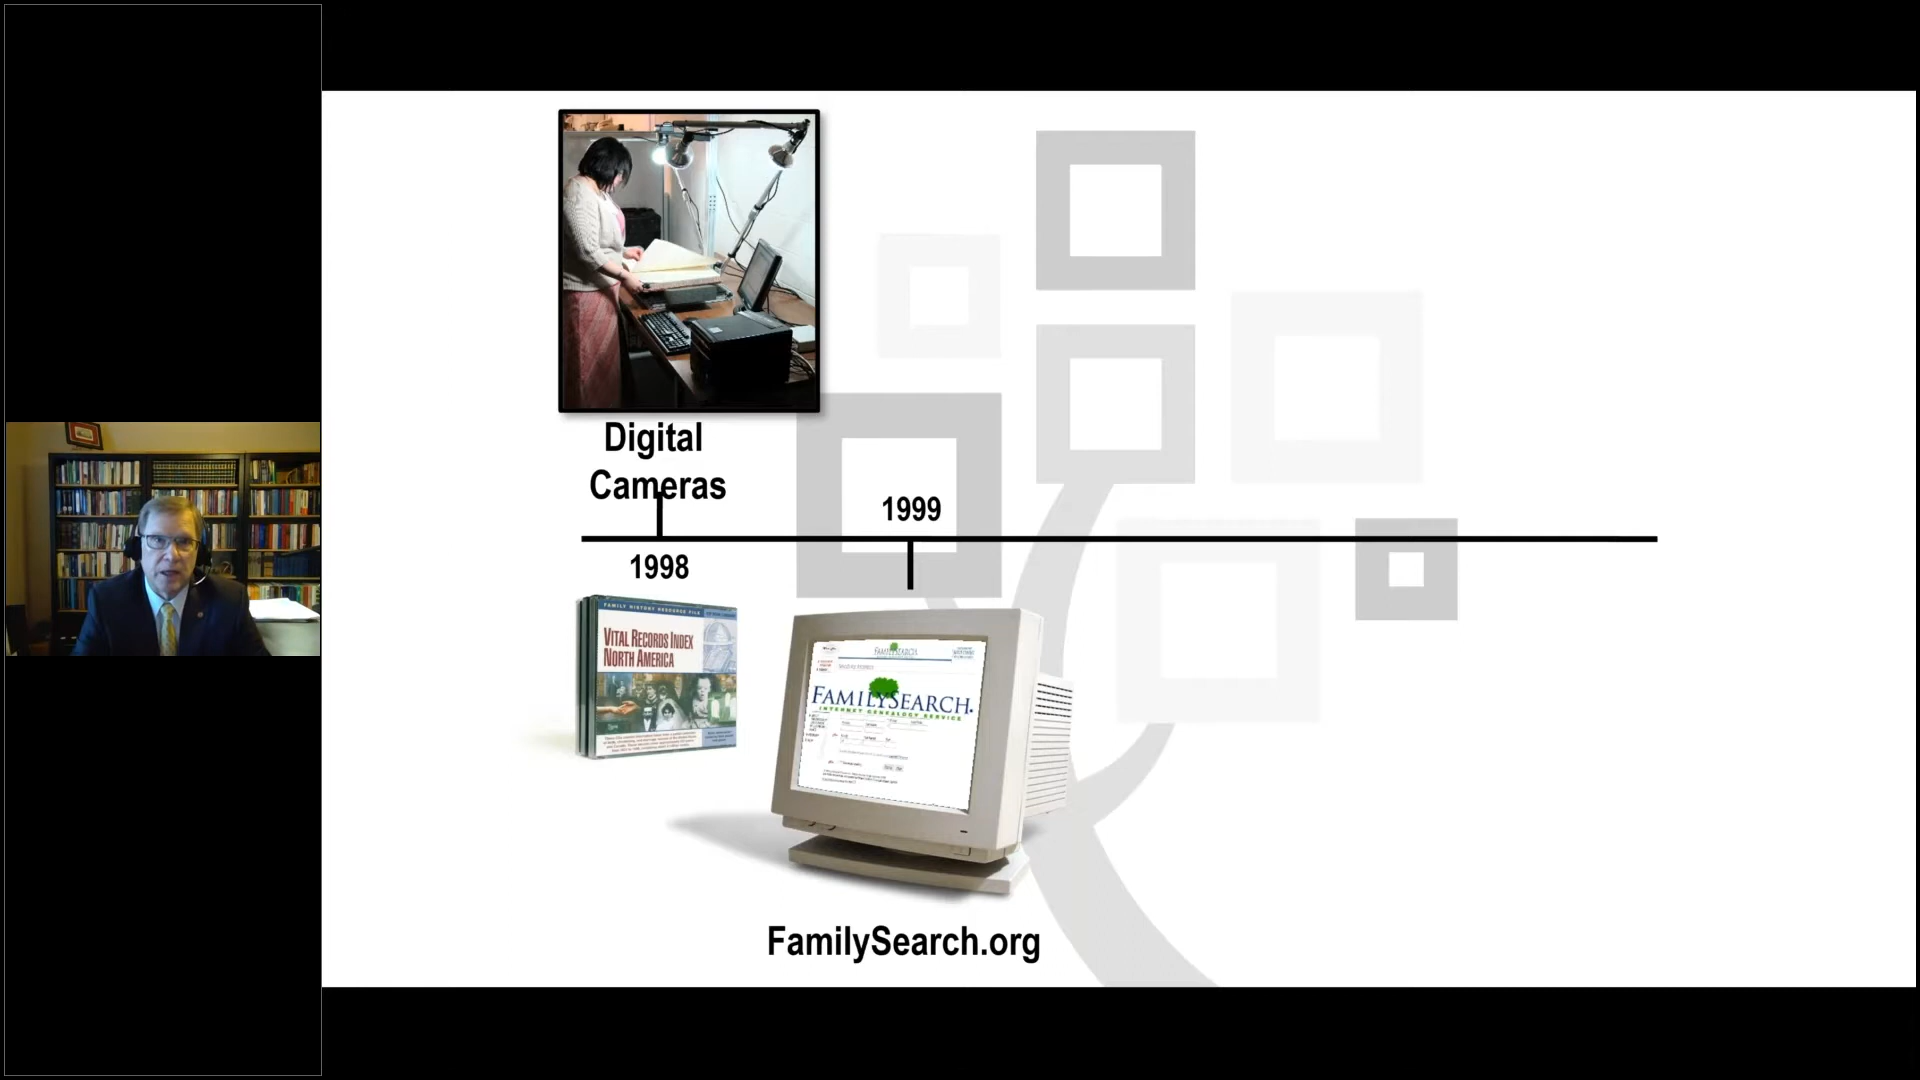 Digital
Cameras
1999
1998
FAMILY HISTORY RESOURCE FILE
VITAL RECORDS INDEX
NORTH AMERICA
FAMILYSEARCH
FAMILYSEARCH.
INTERNET GENEALOGY SERVICE
FamilySearch.org